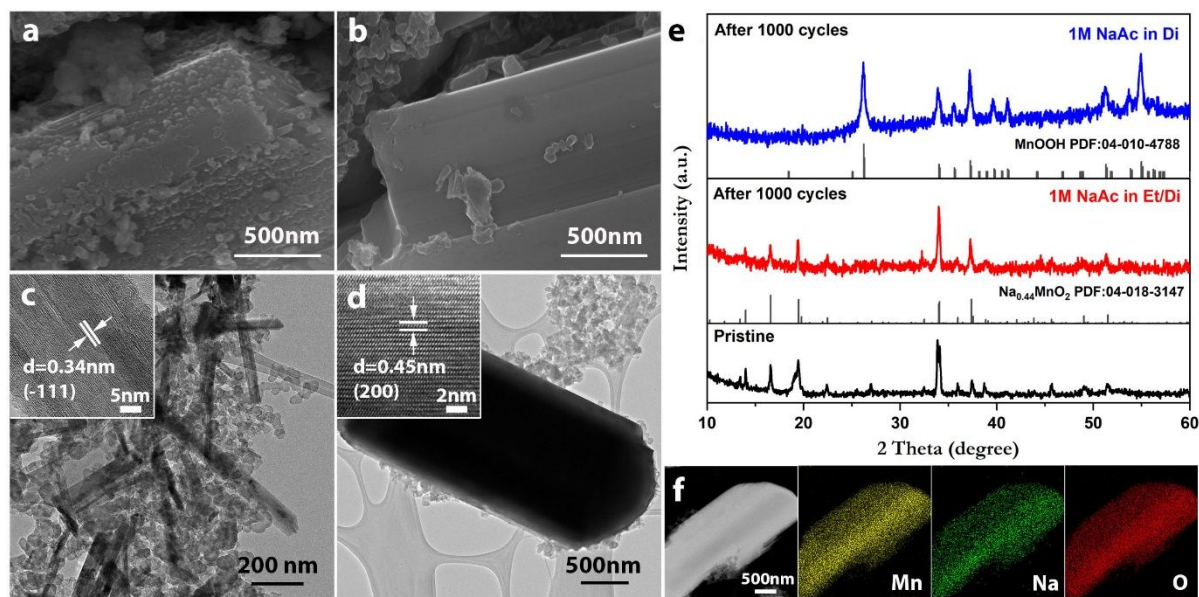 a
500nm
b
500nm
c
d=0.34nm
(-111)
5nm
200 nm
d
d=0.45nm
(200)
2nm
500nm
e
After 1000 cycles
1M NaAc in Di
MnOOH PDF:04-010-4788
After 1000 cycles
1M NaAc in Et/Di
Na0.44MnO2 PDF:04-018-3147
Pristine
Intensity (a.u.)
10 20 30 40 50 60
2 Theta (degree)
f
500nm
Mn
Na
O